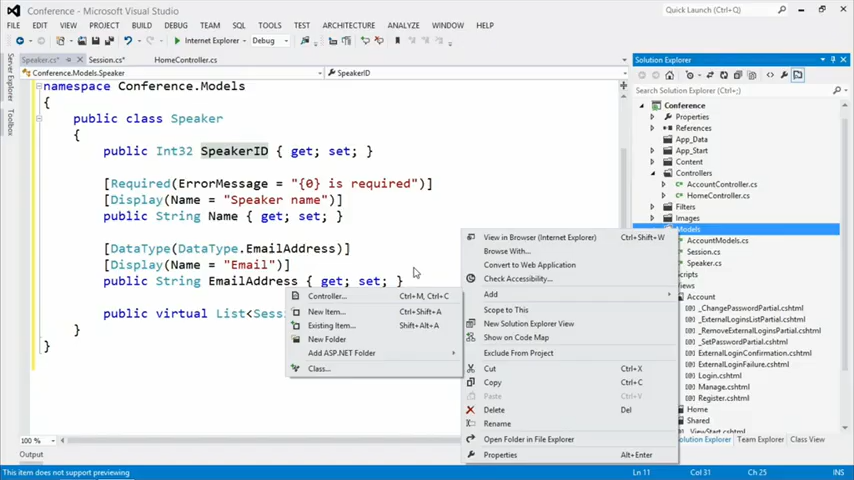 Conference - Microsoft Visual Studio
Quick Launch (Ctrl+Q)
FILE EDIT VIEW PROJECT BUILD DEBUG TEAM SQL TOOLS TEST ARCHITECTURE ANALYZE WINDOW HELP
Internet Explorer Debug
Speaker.cs* Session.cs* HomeController.cs
Conference.Models.Speaker SpeakerID
Server Explorer
Toolbox
namespace Conference.Models
{
public class Speaker
{
public Int32 SpeakerID { get; set; }
[Required(ErrorMessage = "{0} is required")]
[Display(Name = "Speaker name")]
public String Name { get; set; }
[DataType(DataType.EmailAddress)]
[Display(Name = "Email")]
public String EmailAddress { get; set; }
public virtual List<Sess
}
}
Controller... Ctrl+M, Ctrl+C
New Item... Ctrl+Shift+A
Existing Item... Shift+Alt+A
New Folder
Add ASP.NET Folder
Class...
View in Browser (Internet Explorer) Ctrl+Shift+W
Browse With...
Convert to Web Application
Check Accessibility...
Add
Scope to This
New Solution Explorer View
Show on Code Map
Exclude From Project
Cut Ctrl+X
Copy Ctrl+C
Paste Ctrl+V
Delete Del
Rename
Open Folder in File Explorer
Properties Alt+Enter
Solution Explorer
Search Solution Explorer (Ctrl+;)
Conference
Properties
References
App_Data
App_Start
Content
Controllers
AccountController.cs
HomeController.cs
Filters
Images
Models
AccountModels.cs
Session.cs
Speaker.cs
Scripts
Views
Account
_ChangePasswordPartial.cshtml
_ExternalLoginsListPartial.cshtml
_RemoveExternalLoginPartial.cshtml
_SetPasswordPartial.cshtml
ExternalLoginConfirmation.cshtml
ExternalLoginFailure.cshtml
Login.cshtml
Manage.cshtml
Register.cshtml
Home
Shared
_ViewStart.cshtml
Solution Explorer Team Explorer Class View
100 %
Output
This item does not support previewing Ln 11 Col 31 Ch 25 INS